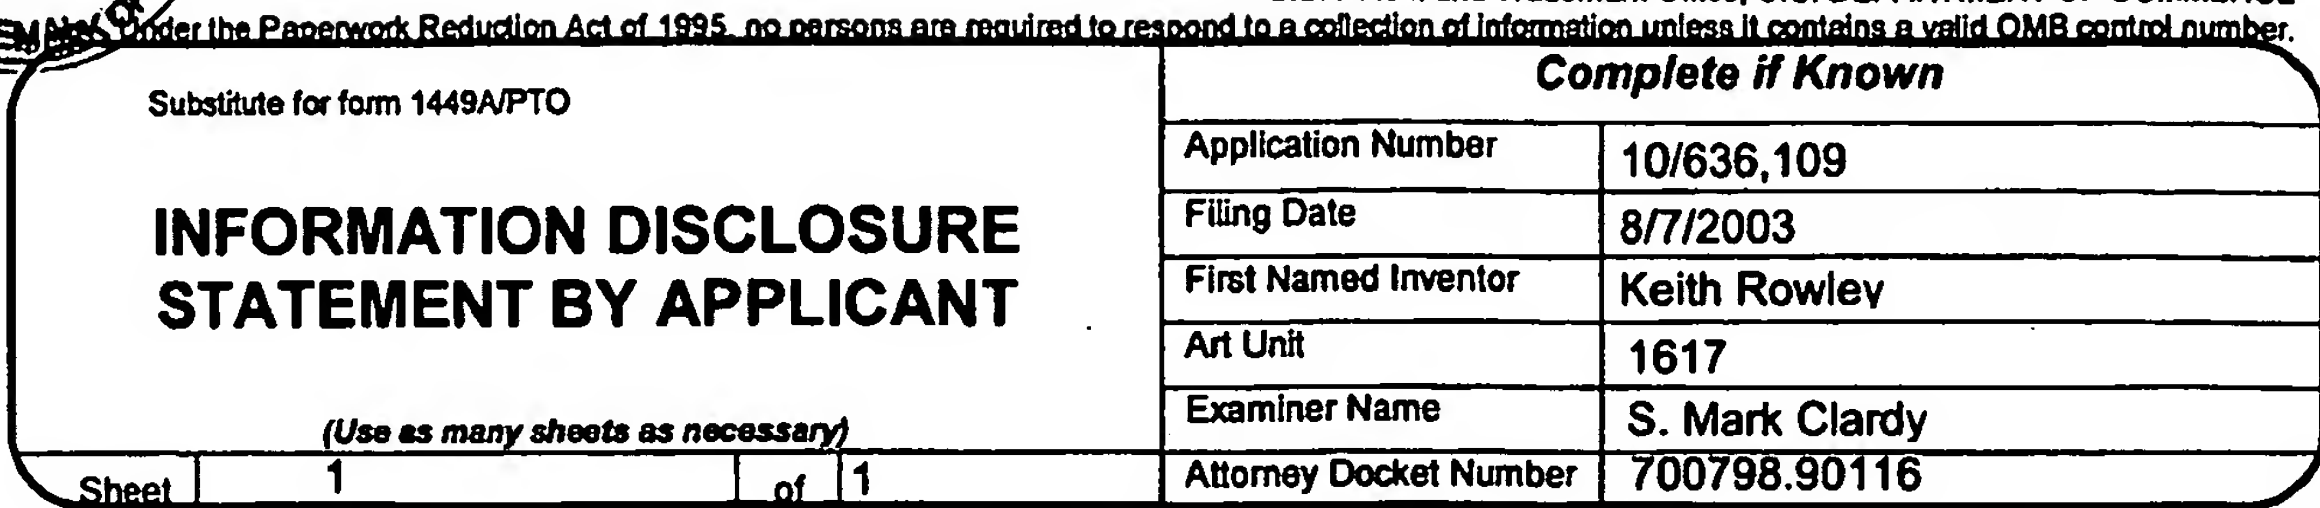 Under the Paperwork Reduction Act of 1995, no persons are required to respond to a collection of information unless it contains a valid OMB control number.
Substitute for form 1449A/PTO
INFORMATION DISCLOSURE
STATEMENT BY APPLICANT
(Use as many sheets as necessary)
Sheet 1 of 1
Complete if Known
Application Number 10/636,109
Filing Date 8/7/2003
First Named Inventor Keith Rowley
Art Unit 1617
Examiner Name S. Mark Clardy
Attorney Docket Number 700798.90116